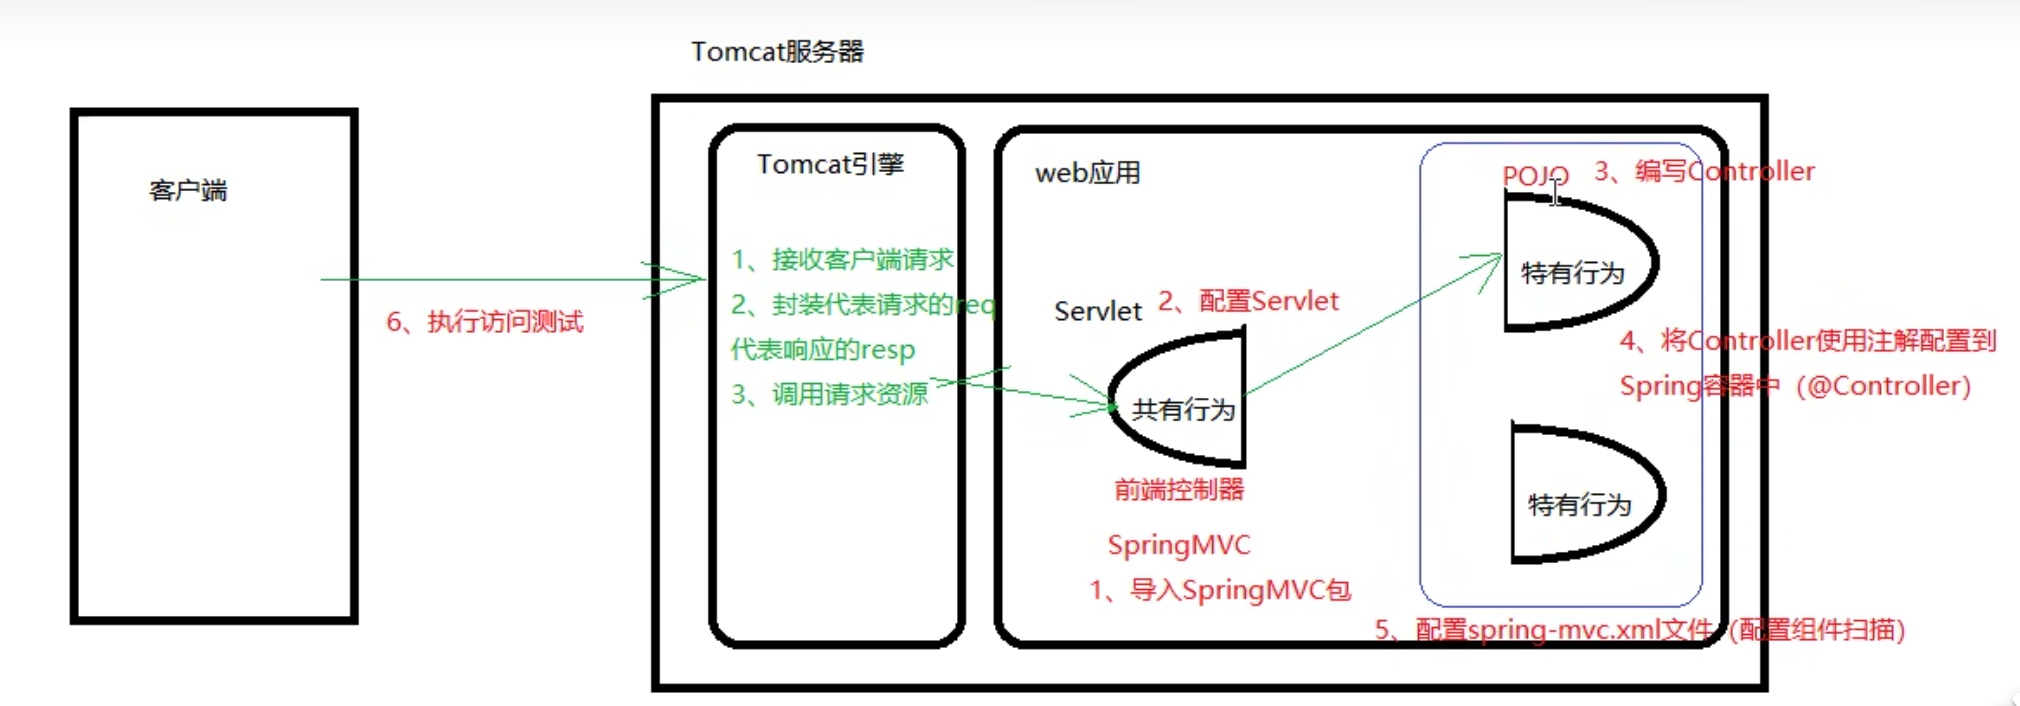 Tomcat服务器
客户端
6、执行访问测试
Tomcat引擎
1、接收客户端请求
2、封装代表请求的req
代表响应的resp
3、调用请求资源
web应用
Servlet
2、配置Servlet
共有行为
前端控制器
SpringMVC
1、导入SpringMVC包
POJO
3、编写Controller
特有行为
4、将Controller使用注解配置到
Spring容器中（@Controller）
特有行为
5、配置spring-mvc.xml文件（配置组件扫描）